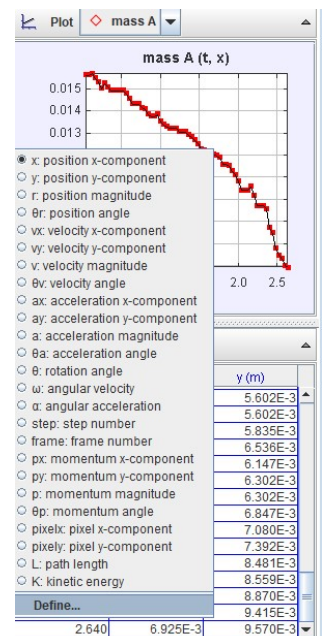 Plot mass A
mass A (t, x)
0.015
0.014
0.013
x: position x-component
y: position y-component
r: position magnitude
θr: position angle
vx: velocity x-component
vy: velocity y-component
v: velocity magnitude
θv: velocity angle
ax: acceleration x-component
ay: acceleration y-component
a: acceleration magnitude
θa: acceleration angle
θ: rotation angle
ω: angular velocity
α: angular acceleration
step: step number
frame: frame number
px: momentum x-component
py: momentum y-component
p: momentum magnitude
θp: momentum angle
pixelx: pixel x-component
pixely: pixel y-component
L: path length
K: kinetic energy
Define...
2.0 2.5
y (m)
5.602E-3
5.602E-3
5.835E-3
6.536E-3
6.147E-3
6.302E-3
6.302E-3
6.847E-3
7.080E-3
7.392E-3
8.481E-3
8.559E-3
8.870E-3
9.415E-3
2.640 6.925E-3 9.570E-3